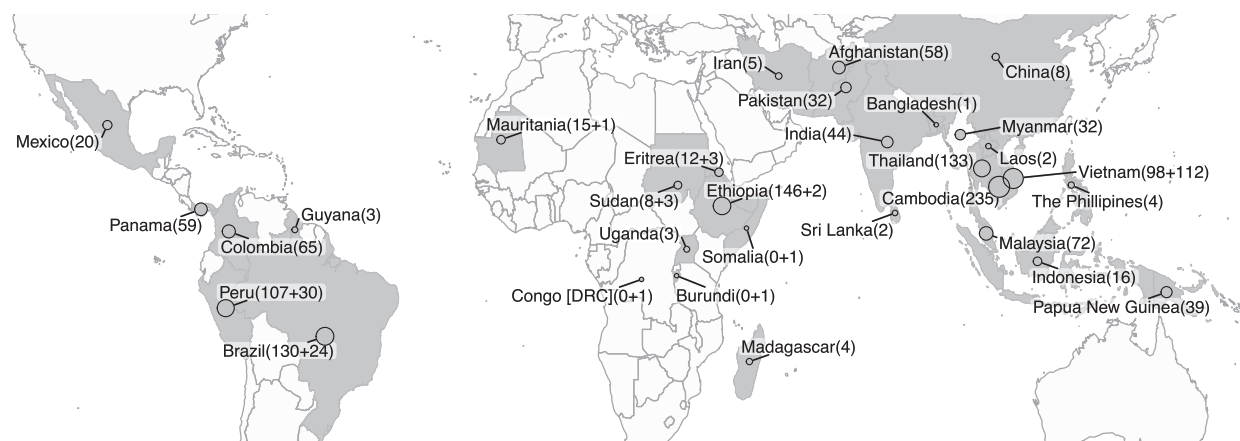 Iran(5)
Afghanistan(58)
China(8)
Pakistan(32)
Bangladesh(1)
Mexico(20)
Mauritania(15+1)
India(44)
Myanmar(32)
Eritrea(12+3)
Thailand(133)
Laos(2)
Vietnam(98+112)
Sudan(8+3)
Ethiopia(146+2)
Cambodia(235)
The Phillipines(4)
Panama(59)
Guyana(3)
Colombia(65)
Uganda(3)
Somalia(0+1)
Sri Lanka(2)
Malaysia(72)
Indonesia(16)
Peru(107+30)
Congo [DRC](0+1)
Burundi(0+1)
Papua New Guinea(39)
Brazil(130+24)
Madagascar(4)